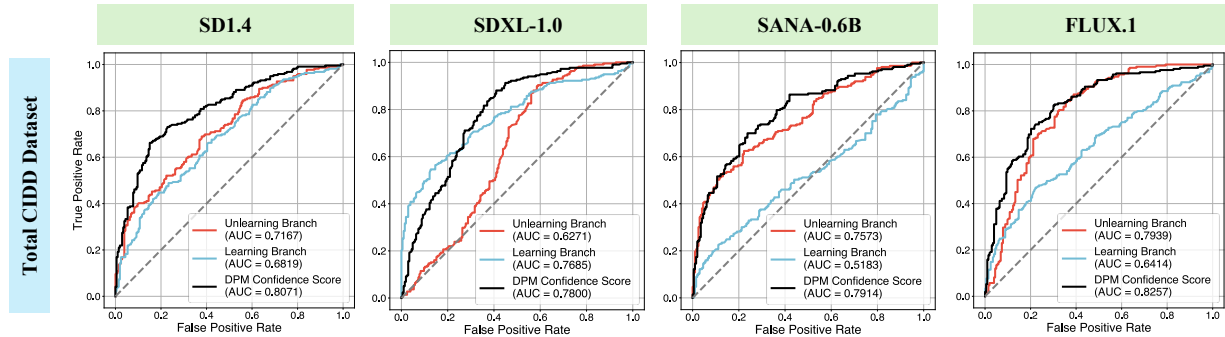 SD1.4
SDXL-1.0
SANA-0.6B
FLUX.1
Total CIDD Dataset
True Positive Rate
1.0
0.8
0.6
0.4
0.2
0.0
Unlearning Branch
(AUC = 0.7167)
Learning Branch
(AUC = 0.6819)
DPM Confidence Score
(AUC = 0.8071)
0.0 0.2 0.4 0.6 0.8 1.0
False Positive Rate
1.0
0.8
0.6
0.4
0.2
0.0
Unlearning Branch
(AUC = 0.6271)
Learning Branch
(AUC = 0.7685)
DPM Confidence Score
(AUC = 0.7800)
0.0 0.2 0.4 0.6 0.8 1.0
False Positive Rate
1.0
0.8
0.6
0.4
0.2
0.0
Unlearning Branch
(AUC = 0.7573)
Learning Branch
(AUC = 0.5183)
DPM Confidence Score
(AUC = 0.7914)
0.0 0.2 0.4 0.6 0.8 1.0
False Positive Rate
1.0
0.8
0.6
0.4
0.2
0.0
Unlearning Branch
(AUC = 0.7939)
Learning Branch
(AUC = 0.6414)
DPM Confidence Score
(AUC = 0.8257)
0.0 0.2 0.4 0.6 0.8 1.0
False Positive Rate